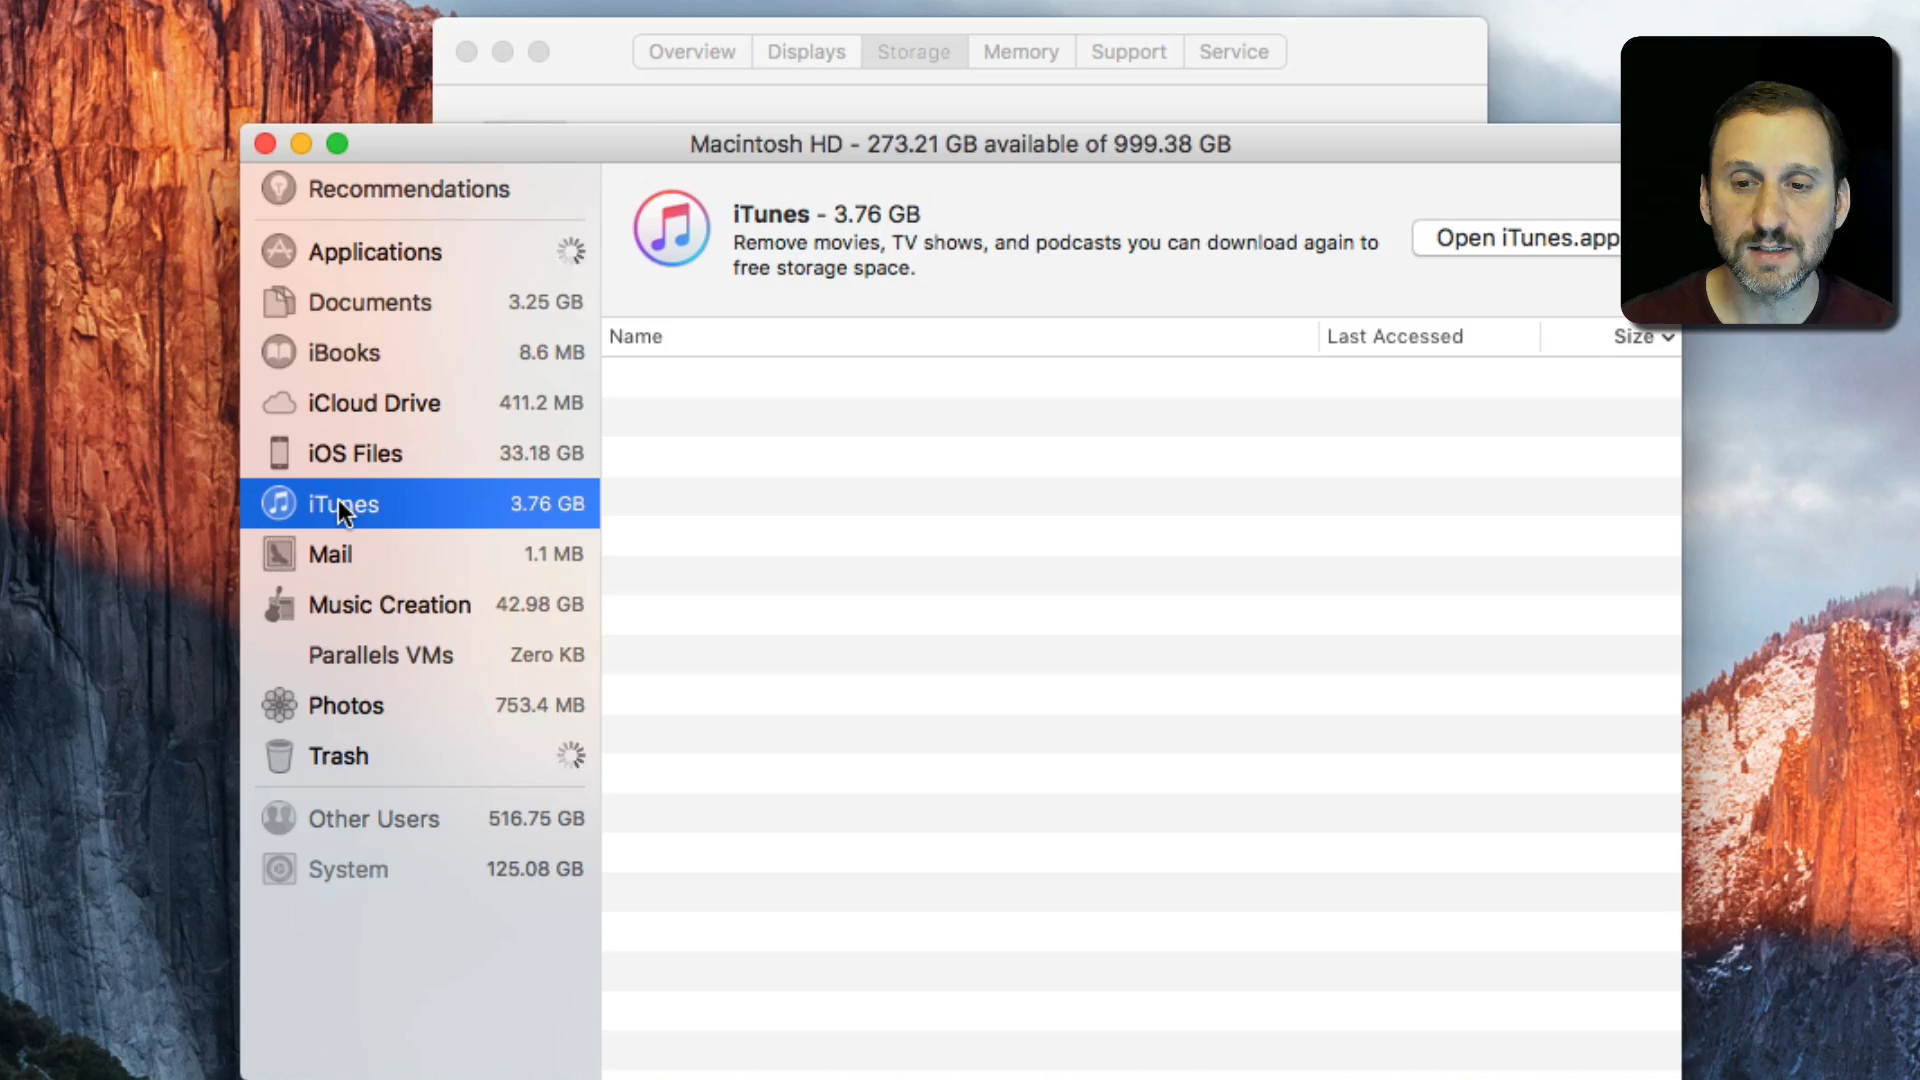 Overview Displays Storage Memory Support Service
Macintosh HD - 273.21 GB available of 999.38 GB
Recommendations
Applications
Documents 3.25 GB
iBooks 8.6 MB
iCloud Drive 411.2 MB
iOS Files 33.18 GB
iTunes 3.76 GB
Mail 1.1 MB
Music Creation 42.98 GB
Parallels VMs Zero KB
Photos 753.4 MB
Trash
Other Users 516.75 GB
System 125.08 GB
iTunes - 3.76 GB
Remove movies, TV shows, and podcasts you can download again to
free storage space.
Open iTunes.app
Name Last Accessed Size